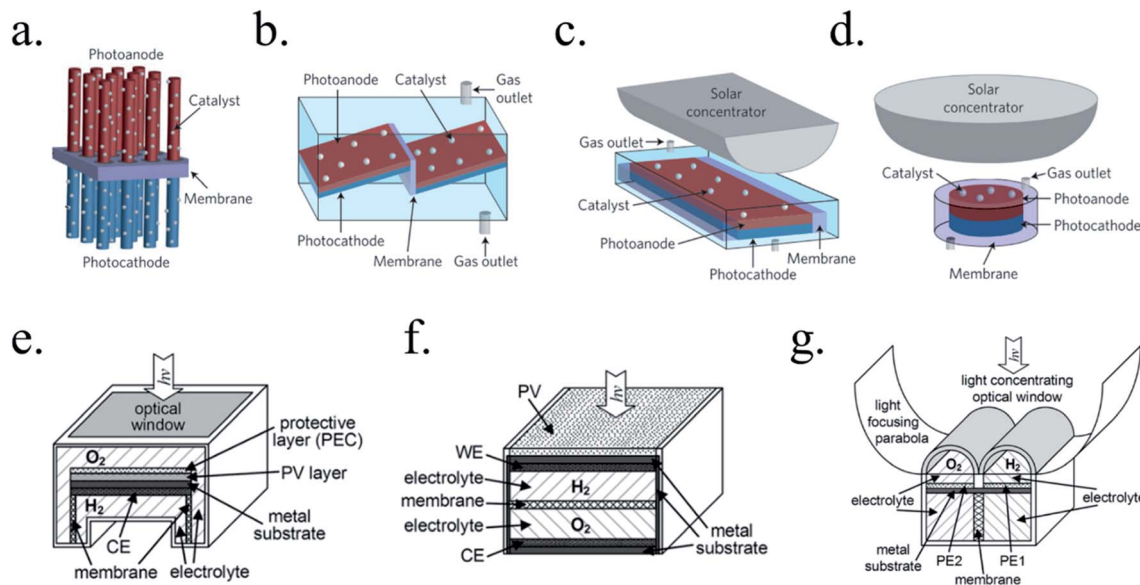 a.
Photoanode
Catalyst
Membrane
Photocathode
b.
Photoanode
Catalyst
Gas
outlet
Photocathode
Membrane
Gas outlet
c.
Solar
concentrator
Gas outlet
Catalyst
Photoanode
Photocathode
Membrane
d.
Solar
concentrator
Catalyst
Gas outlet
Photoanode
Photocathode
Membrane
e.
hν
optical
window
protective
layer (PEC)
PV layer
O2
H2
metal
substrate
CE
membrane
electrolyte
f.
PV
hν
WE
electrolyte
membrane
electrolyte
CE
H2
O2
metal
substrate
g.
hν
light concentrating
optical window
light
focusing
parabola
O2
H2
electrolyte
electrolyte
metal
substrate
PE2
PE1
membrane